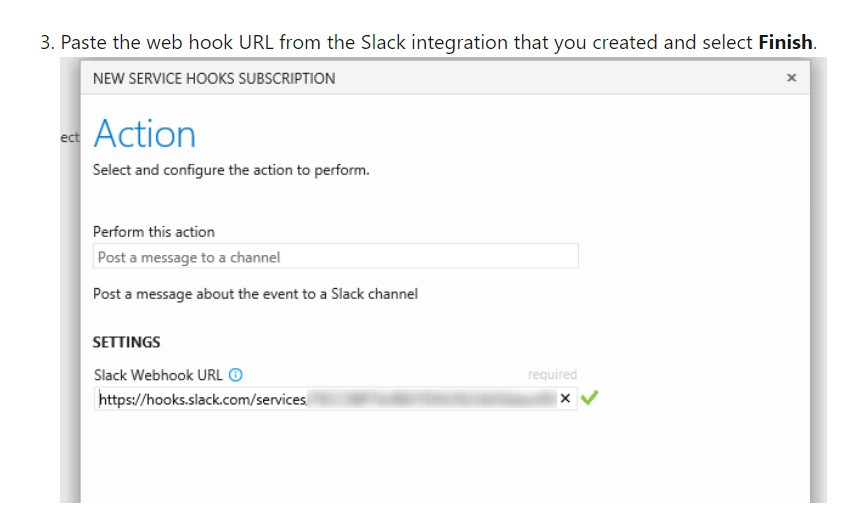 3. Paste the web hook URL from the Slack integration that you created and select Finish.
NEW SERVICE HOOKS SUBSCRIPTION
ect
Action
Select and configure the action to perform.
Perform this action
Post a message to a channel
Post a message about the event to a Slack channel
SETTINGS
Slack Webhook URL required
https://hooks.slack.com/services/